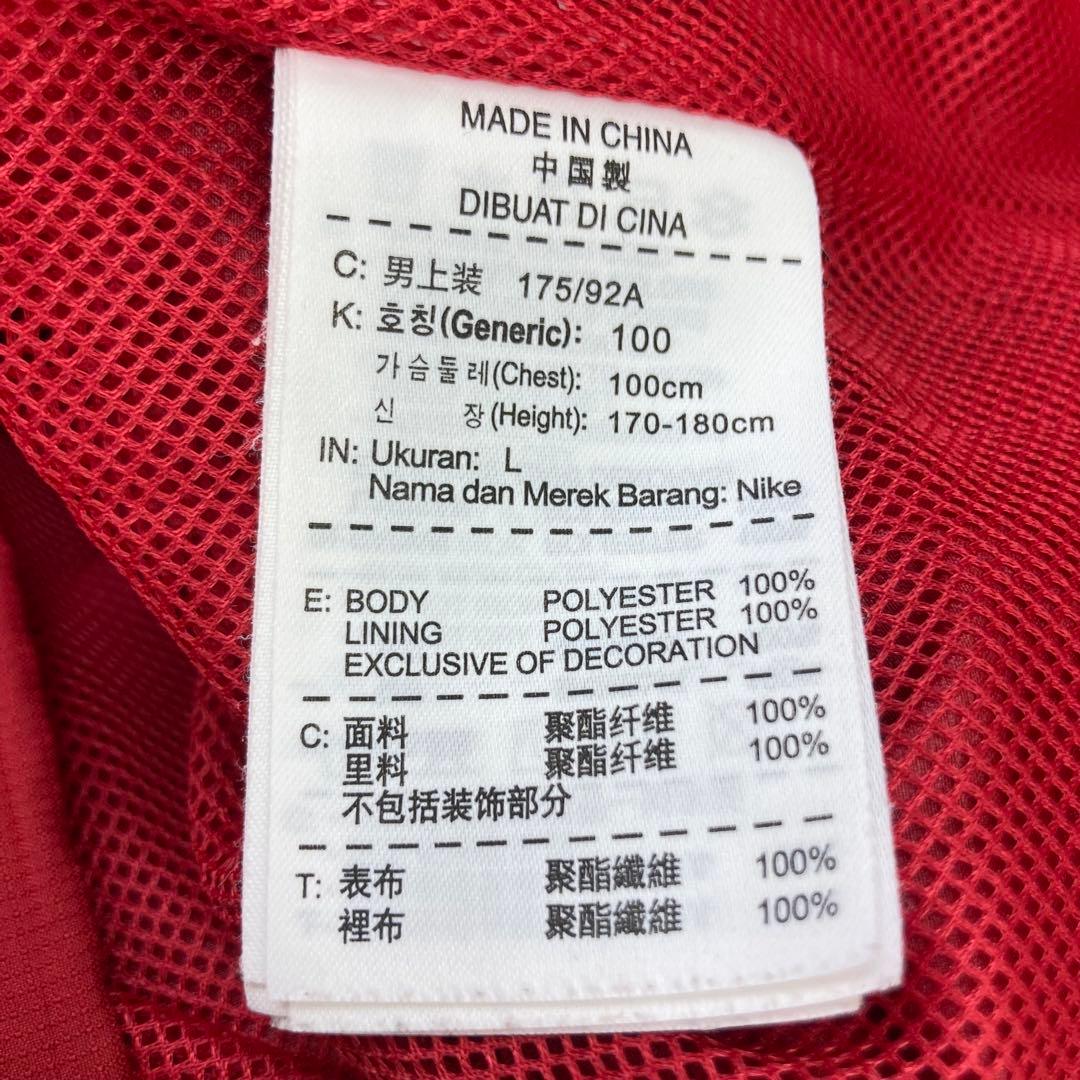 MADE IN CHINA
中国製
DIBUAT DI CINA
C: 男上装 175/92A
K: 호칭(Generic): 100
가슴둘레(Chest): 100cm
신 장(Height): 170-180cm
IN: Ukuran: L
Nama dan Merek Barang: Nike
E: BODY POLYESTER 100%
LINING POLYESTER 100%
EXCLUSIVE OF DECORATION
C: 面料 聚酯纤维 100%
里料 聚酯纤维 100%
不包括装饰部分
T: 表布 聚酯纖維 100%
裡布 聚酯纖維 100%